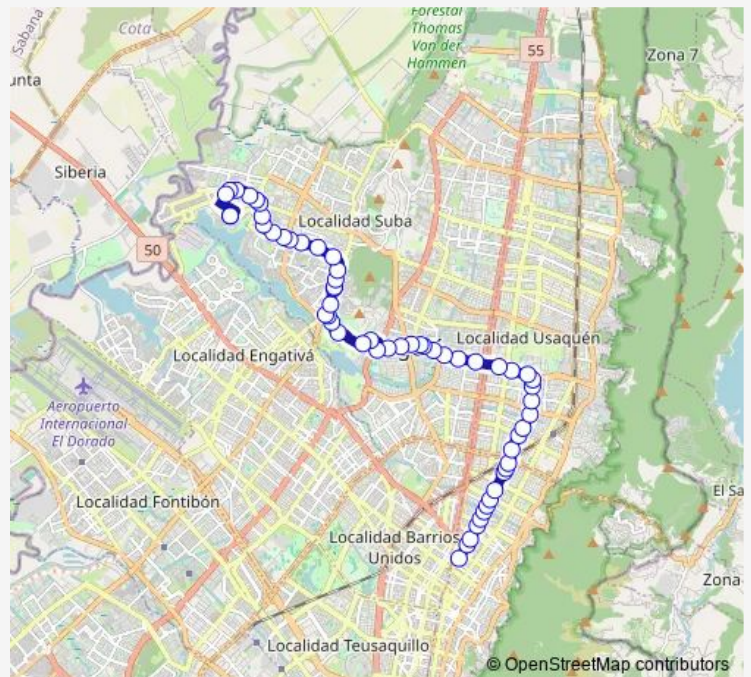 Sabana
Cota
Forestal
Thomas
Van der
Hammen
55
Zona 7
unta
Siberia
Localidad Suba
50
Localidad Usaquén
Localidad Engativá
Aeropuerto
Internacional
El Dorado
El Sa
Localidad Fontibón
Localidad Barrios
Unidos
Zona
Localidad Teusaquillo
© OpenStreetMap contributors